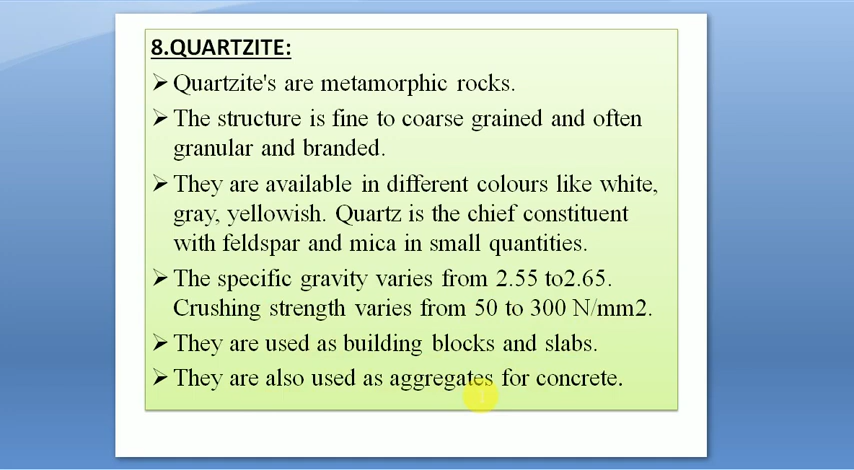 8.QUARTZITE:
➢ Quartzite's are metamorphic rocks.
➢ The structure is fine to coarse grained and often
granular and branded.
➢ They are available in different colours like white,
gray, yellowish. Quartz is the chief constituent
with feldspar and mica in small quantities.
➢ The specific gravity varies from 2.55 to2.65.
Crushing strength varies from 50 to 300 N/mm2.
➢ They are used as building blocks and slabs.
➢ They are also used as aggregates for concrete.